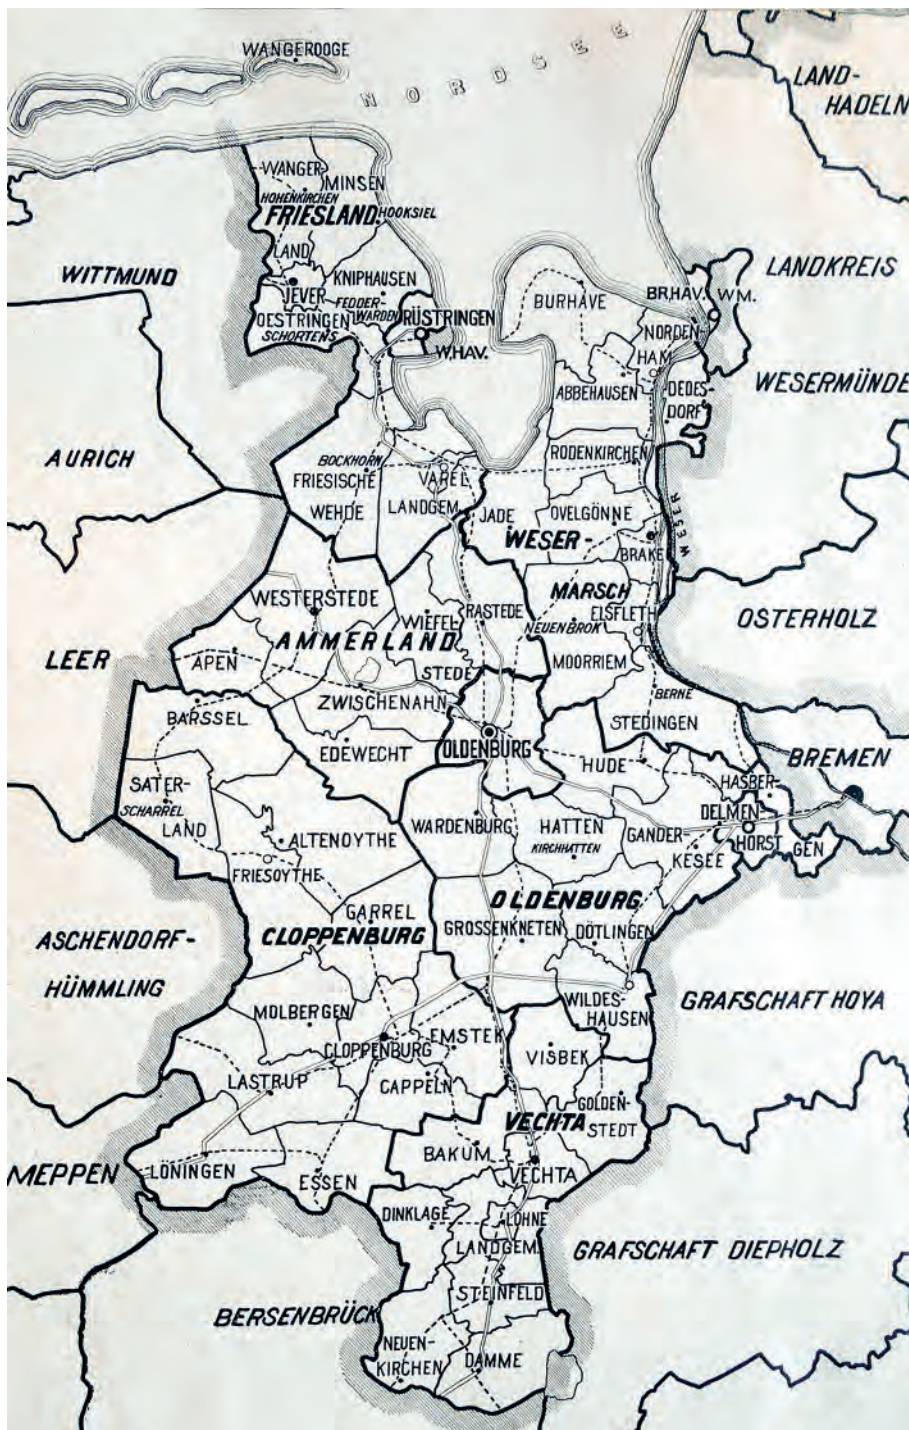 WANGEROOGE
NORDSEE
LAND-
HADELN
WANGER-
MINSEN
HOHENKIRCHEN
FRIESLAND
HOOKSIEL
LAND
WITTMUND
KNIPHAUSEN
JEVER
FEDDER-
WARDEN
OESTRINGEN
SCHORTENS
RÜSTRINGEN
W.HAV.
BURHAVE
BR.HAV.
WM.
LANDKREIS
NORDEN-
HAM
ABBEHAUSEN
DEDES-
DORF
WESERMÜNDE
AURICH
BOCKHORN
FRIESISCHE
WEHDE
VAREL
LANDGEM.
RODENKIRCHEN
JADE
OVELGÖNNE
WESER
WESER-
BRAKE
MARSCH
WESTERSTEDE
WIEFEL-
RASTEDE
NEUENBROK
ELSFLETH
OSTERHOLZ
AMMERLAND
LEER
APEN
STEDE
MOORRIEM
ZWISCHENAHN
BERNE
BARSSEL
STEDINGEN
EDEWECHT
OLDENBURG
HUDE
BREMEN
SATER-
SCHARREL
LAND
HASBER-
DELMEN-
HORST
GEN
WARDENBURG
HATTEN
KIRCHHATTEN
GANDER-
KESEE
ALTENOYTHE
FRIESOYTHE
OLDENBURG
GARREL
CLOPPENBURG
GROSSENKNETEN
DÖTLINGEN
ASCHENDORF-
HÜMMLING
WILDES-
HAUSEN
GRAFSCHAFT HOYA
MOLBERGEN
CLOPPENBURG
EMSTEK
VISBEK
LASTRUP
CAPPELN
GOLDEN-
STEDT
VECHTA
MEPPEN
LÖNINGEN
ESSEN
BAKUM
VECHTA
DINKLAGE
LOHNE
LANDGEM.
GRAFSCHAFT DIEPHOLZ
STEINFELD
BERSENBRÜCK
NEUEN-
KIRCHEN
DAMME